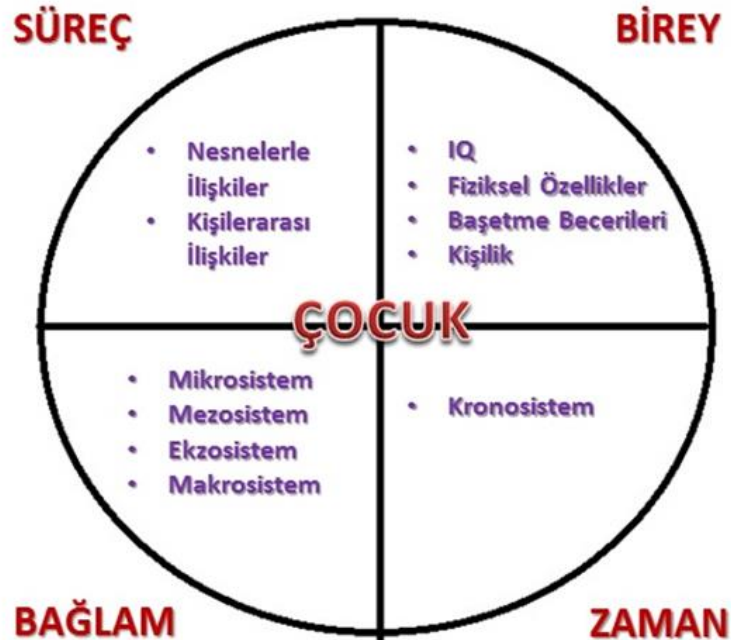 SÜREÇ
BİREY
• Nesnelerle
İlişkiler
• Kişilerarası
İlişkiler
• IQ
• Fiziksel Özellikler
• Başetme Becerileri
• Kişilik
ÇOCUK
• Mikrosistem
• Mezosistem
• Ekzosistem
• Makrosistem
• Kronosistem
BAĞLAM
ZAMAN